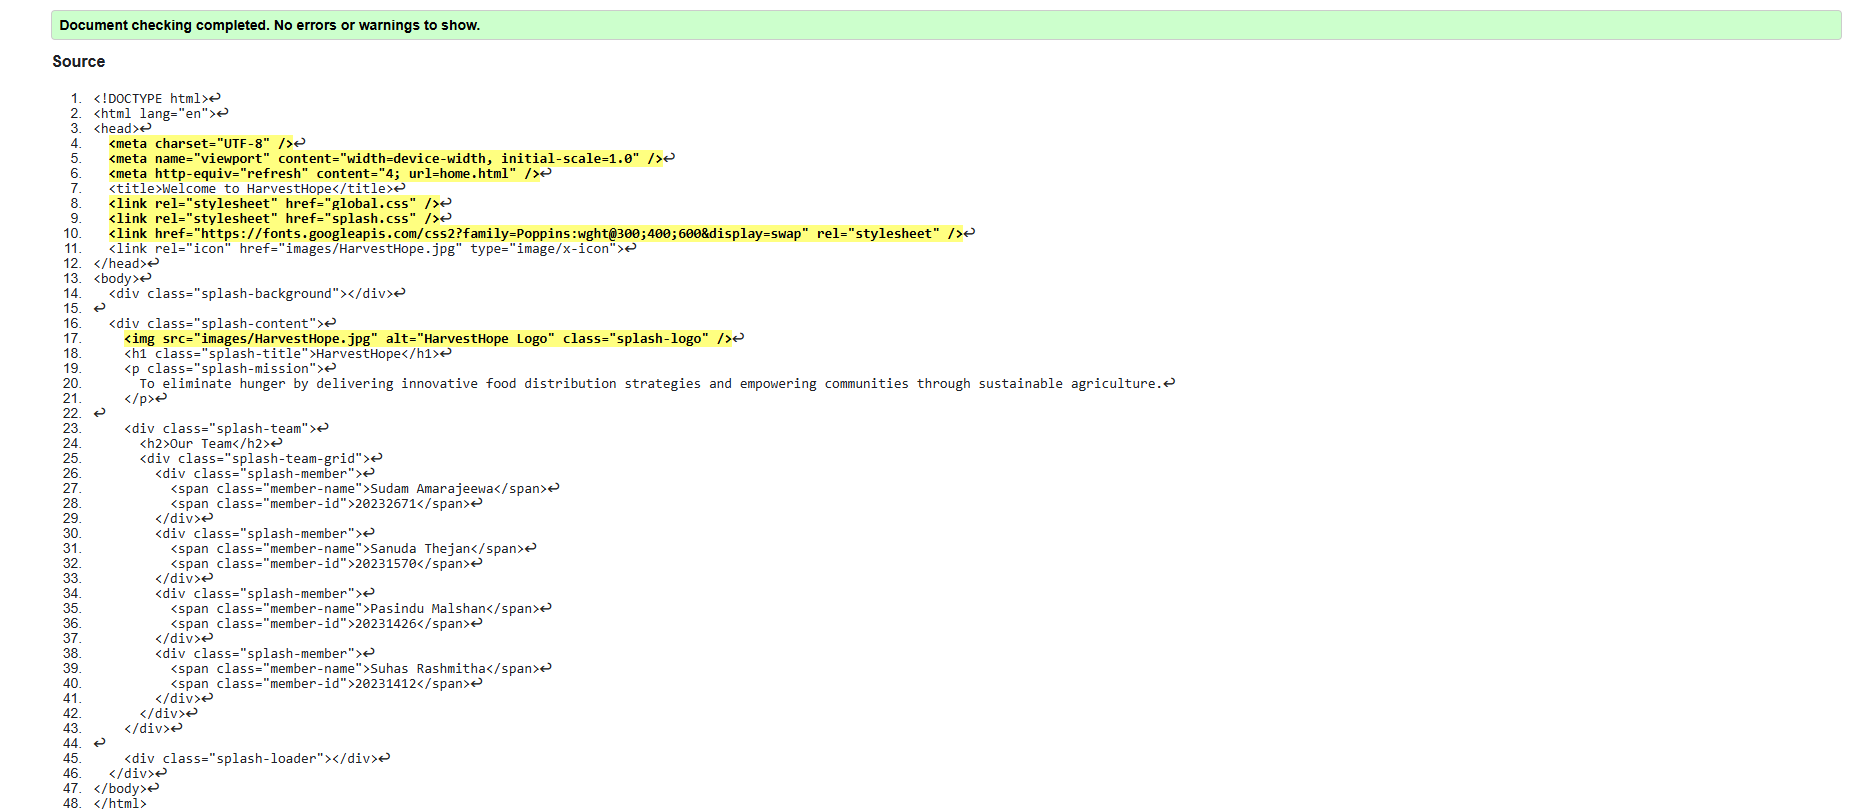 Document checking completed. No errors or warnings to show.
Source
1. <!DOCTYPE html>↩
2. <html lang="en">↩
3. <head>↩
4.   <meta charset="UTF-8" />↩
5.   <meta name="viewport" content="width=device-width, initial-scale=1.0" />↩
6.   <meta http-equiv="refresh" content="4; url=home.html" />↩
7.   <title>Welcome to HarvestHope</title>↩
8.   <link rel="stylesheet" href="global.css" />↩
9.   <link rel="stylesheet" href="splash.css" />↩
10.   <link href="https://fonts.googleapis.com/css2?family=Poppins:wght@300;400;600&display=swap" rel="stylesheet" />↩
11.   <link rel="icon" href="images/HarvestHope.jpg" type="image/x-icon">↩
12. </head>↩
13. <body>↩
14.   <div class="splash-background"></div>↩
15. ↩
16.   <div class="splash-content">↩
17.     <img src="images/HarvestHope.jpg" alt="HarvestHope Logo" class="splash-logo" />↩
18.     <h1 class="splash-title">HarvestHope</h1>↩
19.     <p class="splash-mission">↩
20.       To eliminate hunger by delivering innovative food distribution strategies and empowering communities through sustainable agriculture.↩
21.     </p>↩
22. ↩
23.     <div class="splash-team">↩
24.       <h2>Our Team</h2>↩
25.       <div class="splash-team-grid">↩
26.         <div class="splash-member">↩
27.           <span class="member-name">Sudam Amarajeewa</span>↩
28.           <span class="member-id">20232671</span>↩
29.         </div>↩
30.         <div class="splash-member">↩
31.           <span class="member-name">Sanuda Thejan</span>↩
32.           <span class="member-id">20231570</span>↩
33.         </div>↩
34.         <div class="splash-member">↩
35.           <span class="member-name">Pasindu Malshan</span>↩
36.           <span class="member-id">20231426</span>↩
37.         </div>↩
38.         <div class="splash-member">↩
39.           <span class="member-name">Suhas Rashmitha</span>↩
40.           <span class="member-id">20231412</span>↩
41.         </div>↩
42.       </div>↩
43.     </div>↩
44. ↩
45.     <div class="splash-loader"></div>↩
46.   </div>↩
47. </body>↩
48. </html>